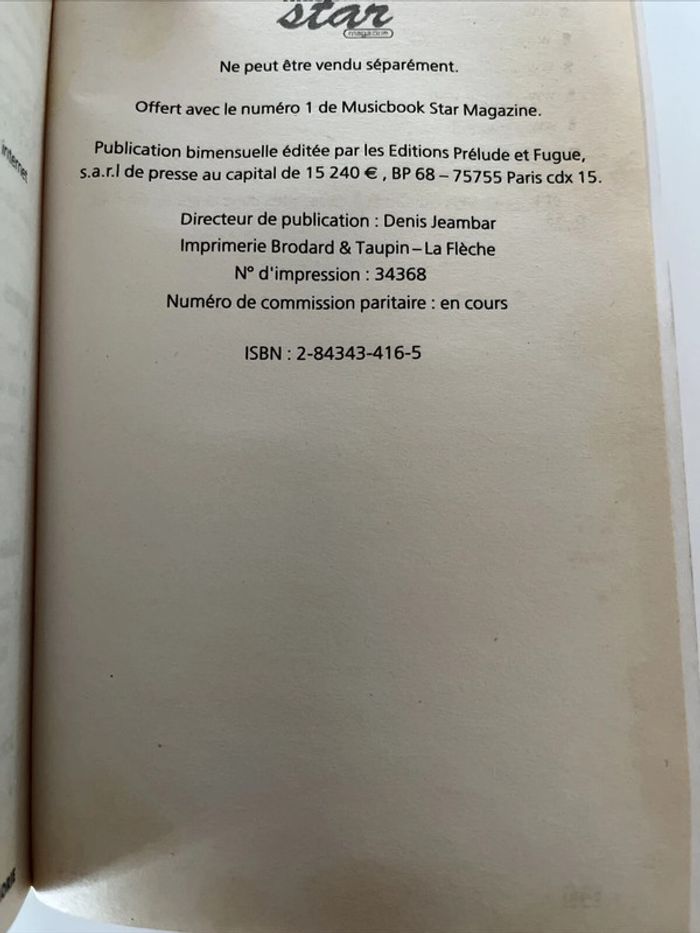 star
magazine
Ne peut être vendu séparément.
Offert avec le numéro 1 de Musicbook Star Magazine.
Publication bimensuelle éditée par les Editions Prélude et Fugue,
s.a.r.l de presse au capital de 15 240 € , BP 68 – 75755 Paris cdx 15.
Directeur de publication : Denis Jeambar
Imprimerie Brodard & Taupin – La Flèche
N° d'impression : 34368
Numéro de commission paritaire : en cours
ISBN : 2-84343-416-5
internet